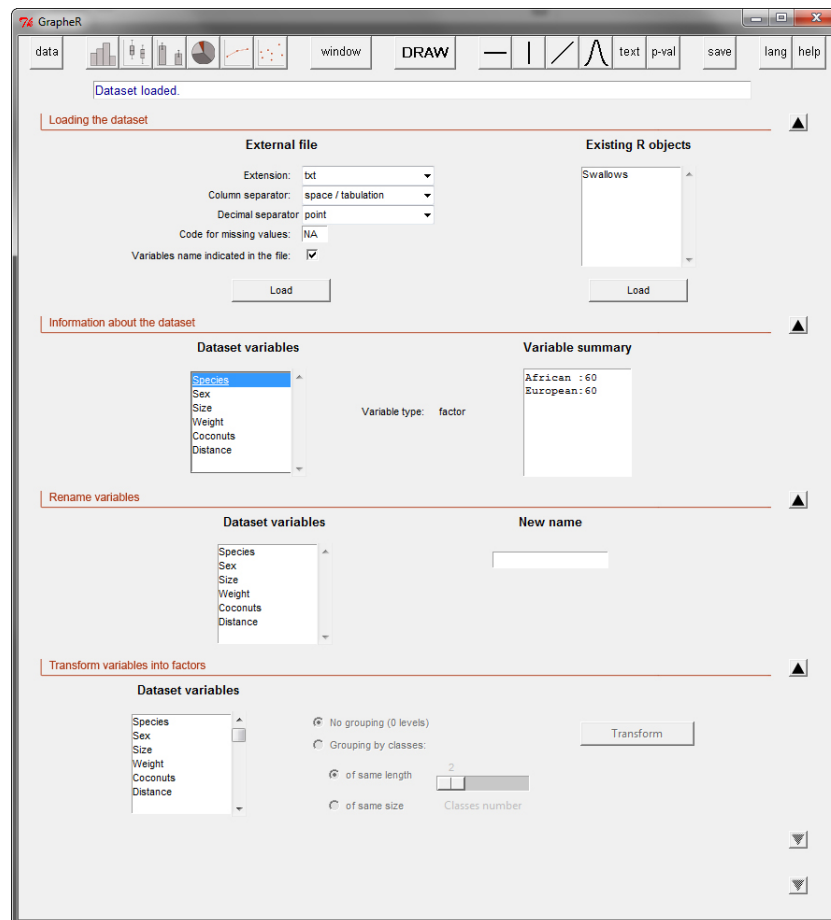 GrapheR
data window DRAW text p-val save lang help
Dataset loaded.
Loading the dataset
External file Existing R objects
Extension: txt
Swallows
Column separator: space / tabulation
Decimal separator point
Code for missing values: NA
Variables name indicated in the file:
Load Load
Information about the dataset
Dataset variables Variable summary
Species
Sex
Size
Weight
Coconuts
Distance
Variable type: factor
African :60
European:60
Rename variables
Dataset variables New name
Species
Sex
Size
Weight
Coconuts
Distance
Transform variables into factors
Dataset variables
Species
Sex
Size
Weight
Coconuts
Distance
No grouping (0 levels)
Grouping by classes:
of same length 2
of same size Classes number
Transform